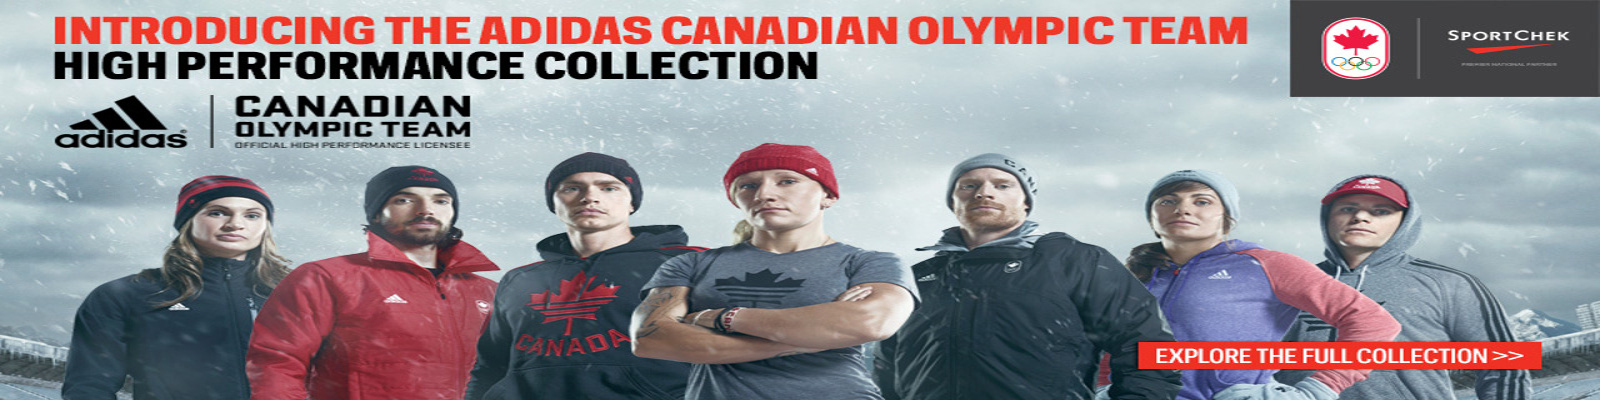 INTRODUCING THE ADIDAS CANADIAN OLYMPIC TEAM
HIGH PERFORMANCE COLLECTION
SPORTCHEK
PREMIER NATIONAL PARTNER
adidas
CANADIAN
OLYMPIC TEAM
OFFICIAL HIGH PERFORMANCE LICENSEE
CANADA
EXPLORE THE FULL COLLECTION >>